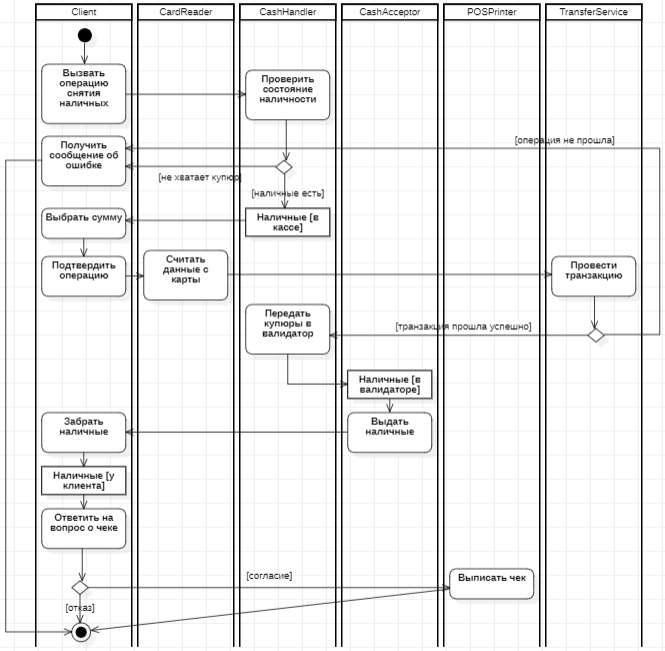 Client
CardReader
CashHandler
CashAcceptor
POSPrinter
TransferService
Вызвать
операцию
снятия
наличных
Проверить
состояние
наличности
[операция не прошла]
Получить
сообщение об
ошибке
[не хватает купюр]
[наличные есть]
Выбрать сумму
Наличные [в
кассе]
Подтвердить
операцию
Считать
данные с
карты
Провести
транзакцию
Передать
купюры в
валидатор
[транзакция прошла успешно]
Наличные [в
валидаторе]
Забрать
наличные
Выдать
наличные
Наличные [у
клиента]
Ответить на
вопрос о чеке
[согласие]
Выписать чек
[отказ]